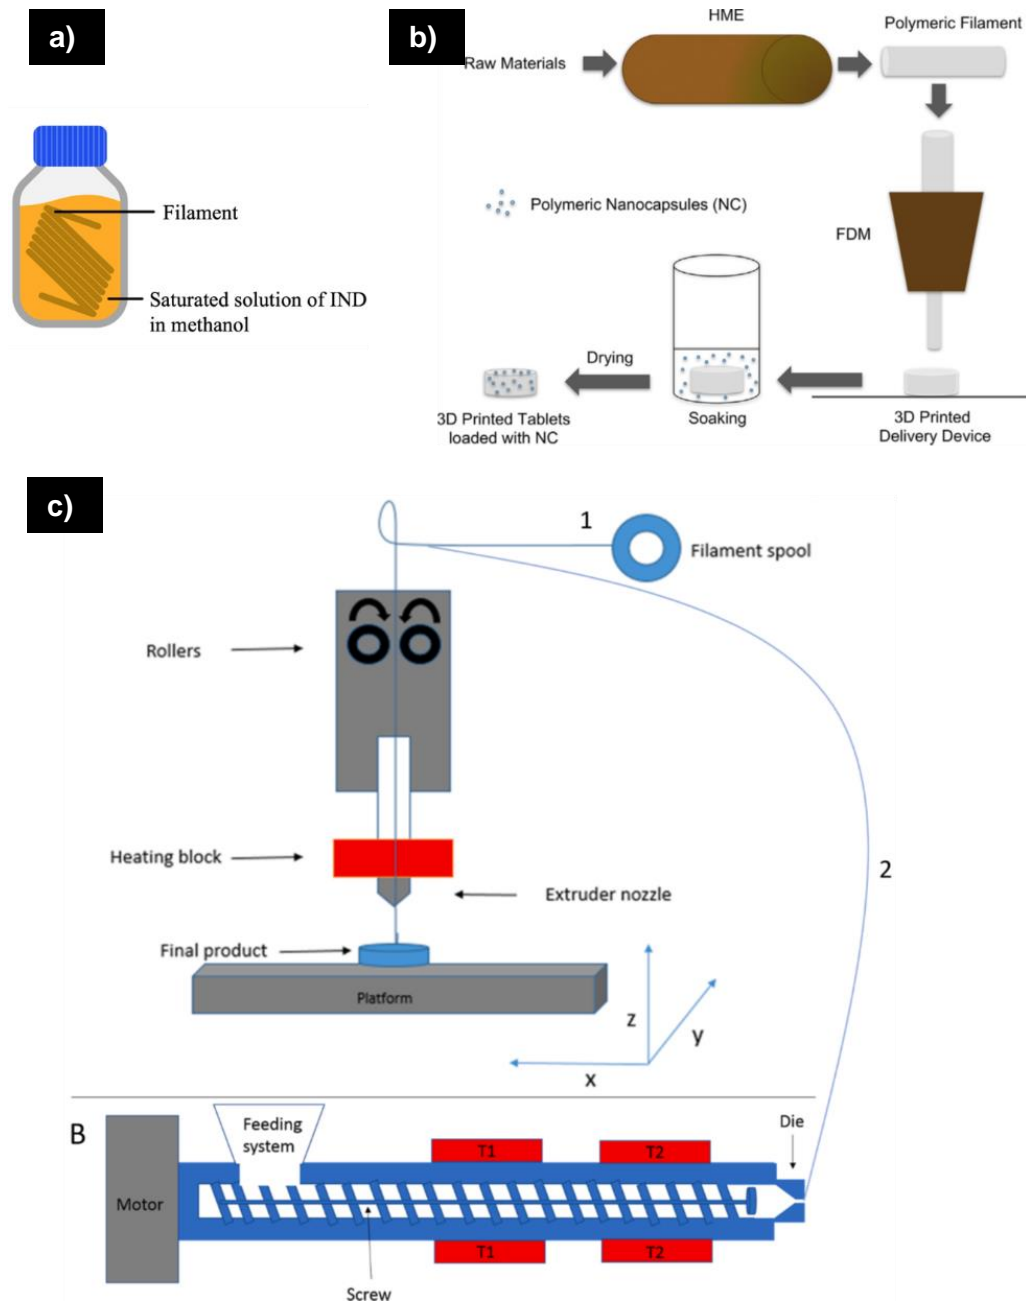 a)
Filament
Saturated solution of IND
in methanol
b)
HME
Polymeric Filament
Raw Materials
Polymeric Nanocapsules (NC)
FDM
Drying
3D Printed Tablets
loaded with NC
Soaking
3D Printed
Delivery Device
c)
1
Filament spool
Rollers
2
Heating block
Extruder nozzle
Final product
Platform
z
y
x
B
Feeding
system
Die
T1
T2
Motor
T1
T2
Screw